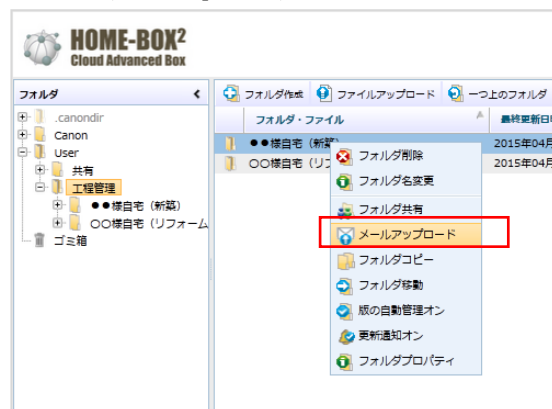 HOME-BOX²
Cloud Advanced Box
フォルダ
フォルダ作成 ファイルアップロード 一つ上のフォルダ
フォルダ・ファイル 最終更新日
.canondir
Canon
User
共有
工程管理
●●様自宅（新築）
〇〇様自宅（リフォーム
ゴミ箱
●●様自宅（新築） 2015年04月
〇〇様自宅（リフ 2015年04月
フォルダ削除
フォルダ名変更
フォルダ共有
メールアップロード
フォルダコピー
フォルダ移動
版の自動管理オン
更新通知オン
フォルダプロパティ